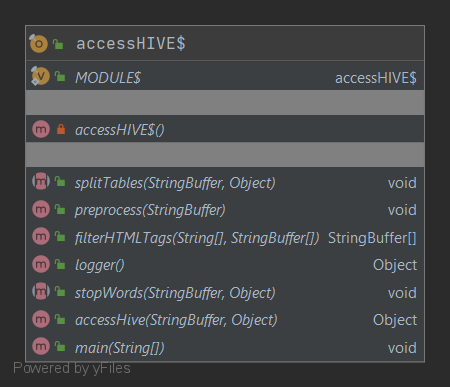 accessHIVE$
MODULE$ accessHIVE$
accessHIVE$()
splitTables(StringBuffer, Object) void
preprocess(StringBuffer) void
filterHTMLTags(String[], StringBuffer[]) StringBuffer[]
logger() Object
stopWords(StringBuffer, Object) void
accessHive(StringBuffer, Object) Object
main(String[]) void
Powered by yFiles